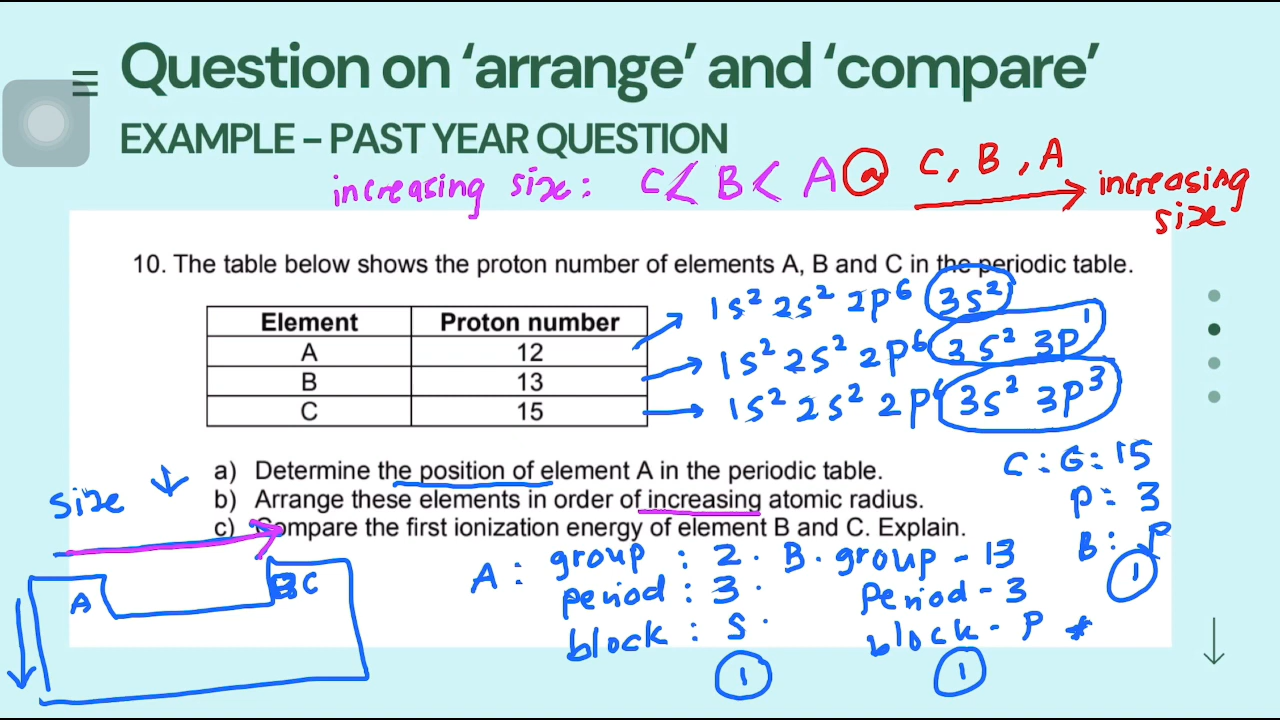 Question on ‘arrange’ and ‘compare’
EXAMPLE – PAST YEAR QUESTION
increasing size: C < B < A @ C, B, A increasing size
10. The table below shows the proton number of elements A, B and C in the periodic table.
Element Proton number
A 12 → 1s² 2s² 2p⁶ 3s²
B 13 → 1s² 2s² 2p⁶ 3s² 3p¹
C 15 → 1s² 2s² 2p⁶ 3s² 3p³
a) Determine the position of element A in the periodic table.
b) Arrange these elements in order of increasing atomic radius.
c) Compare the first ionization energy of element B and C. Explain.
C : G : 15
P : 3
B : P
1
size ↓
A B C
A : group : 2 .
period : 3 .
block : S .
1
B . group - 13
Period - 3
block - P *
1